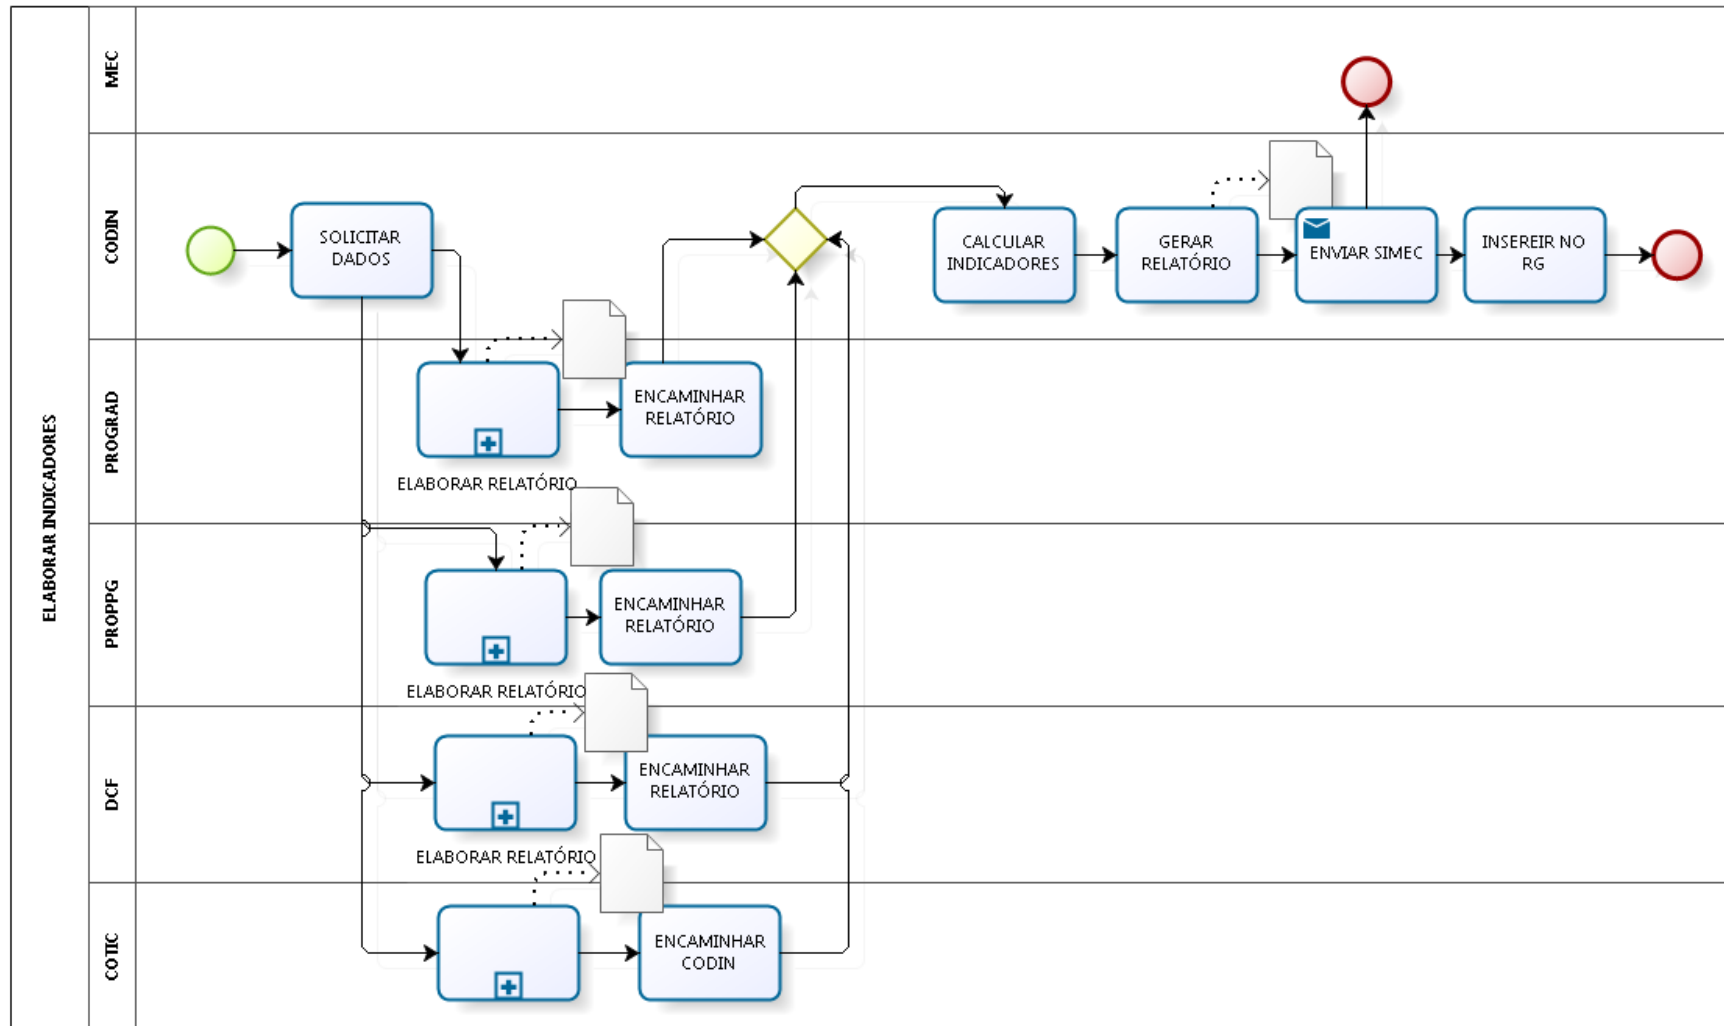 ELABORAR INDICADORES
MEC
CODIN
SOLICITAR
DADOS
CALCULAR
INDICADORES
GERAR
RELATÓRIO
ENVIAR SIMEC
INSEREIR NO
RG
PROGRAD
ENCAMINHAR
RELATÓRIO
ELABORAR RELATÓRIO
PROPPG
ENCAMINHAR
RELATÓRIO
ELABORAR RELATÓRIO
DCF
ENCAMINHAR
RELATÓRIO
ELABORAR RELATÓRIO
COTIC
ENCAMINHAR
CODIN